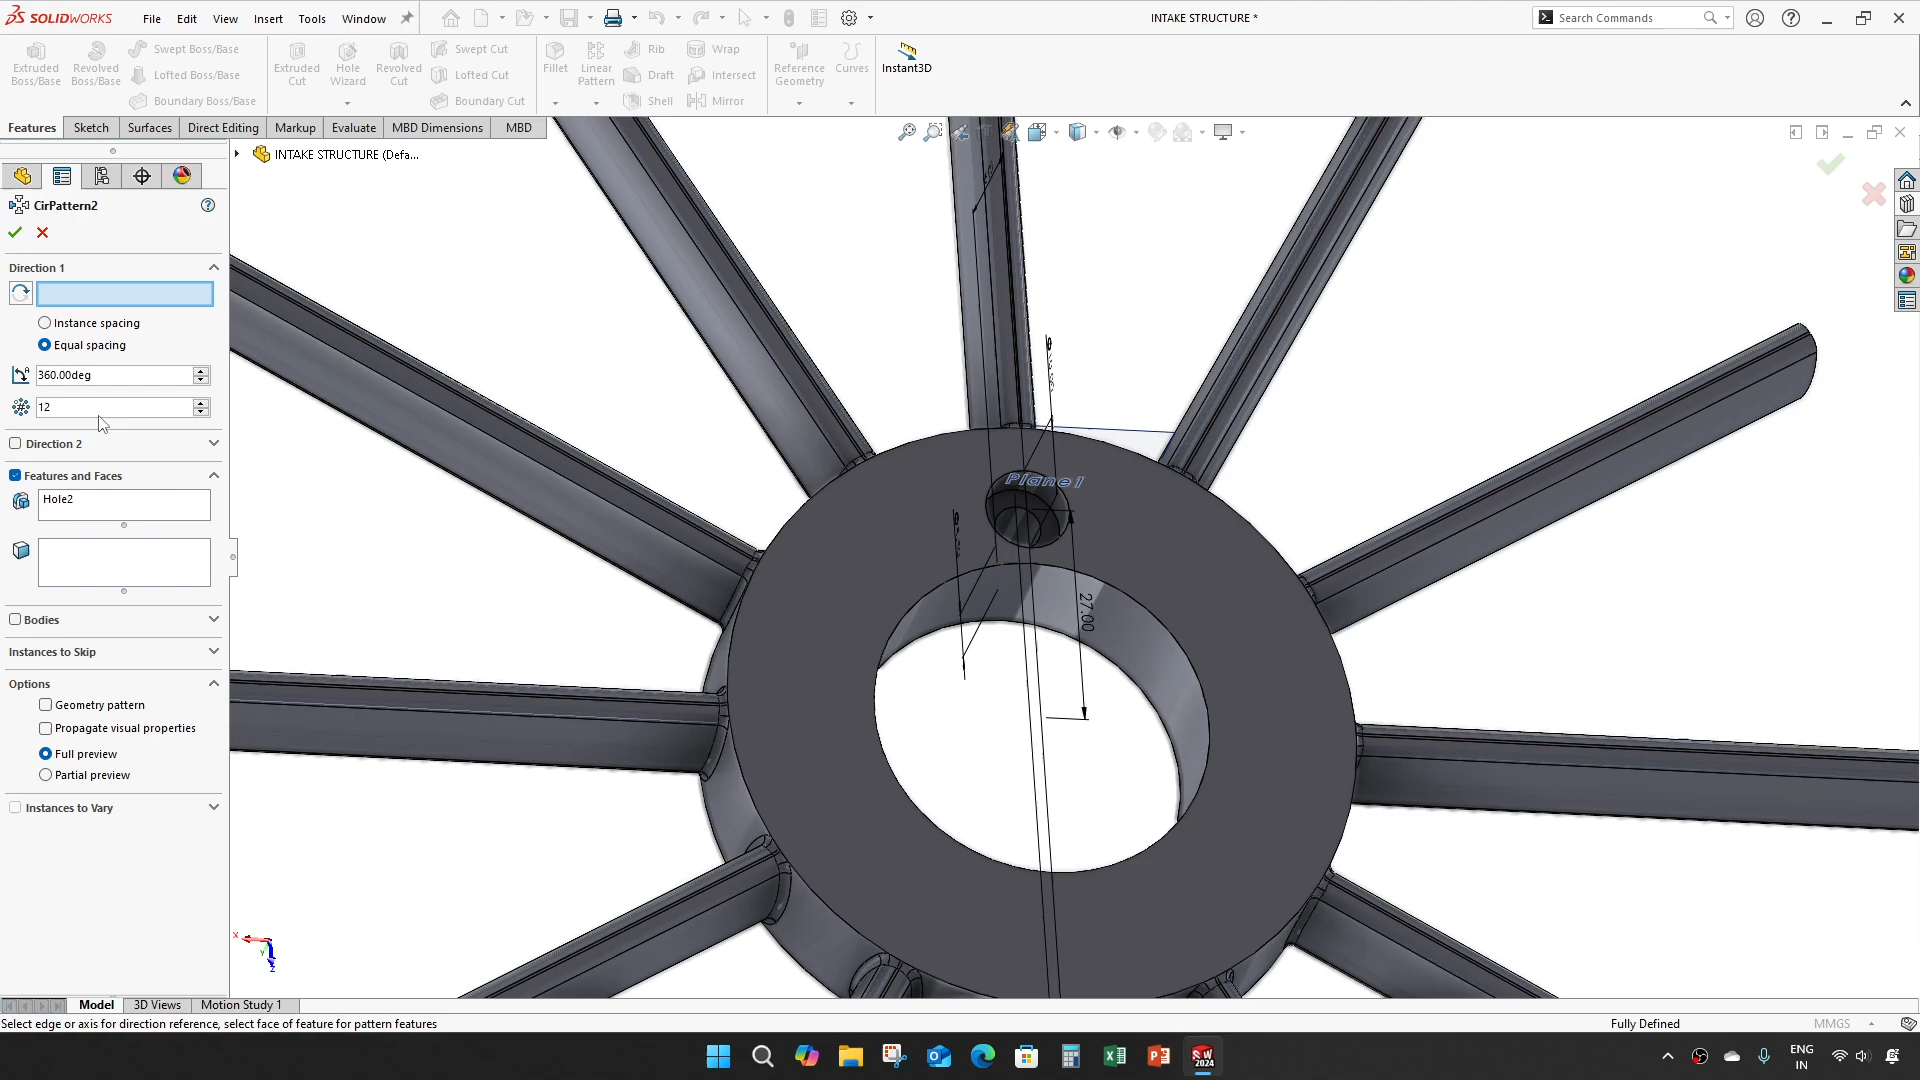 SOLIDWORKS File Edit View Insert Tools Window INTAKE STRUCTURE * Search Commands
Extruded Boss/Base Revolved Boss/Base Swept Boss/Base Lofted Boss/Base Boundary Boss/Base Extruded Cut Hole Wizard Revolved Cut Swept Cut Lofted Cut Boundary Cut Fillet Linear Pattern Rib Draft Shell Wrap Intersect Mirror Reference Geometry Curves Instant3D
Features Sketch Surfaces Direct Editing Markup Evaluate MBD Dimensions MBD
INTAKE STRUCTURE (Defa...
CirPattern2
Direction 1
Instance spacing
Equal spacing
360.00deg
12
Direction 2
Features and Faces
Hole2
Bodies
Instances to Skip
Options
Geometry pattern
Propagate visual properties
Full preview
Partial preview
Instances to Vary
Plane1
27.00
X
Y
Z
Model 3D Views Motion Study 1
Select edge or axis for direction reference, select face of feature for pattern features Fully Defined MMGS
SW 2024
ENG
IN